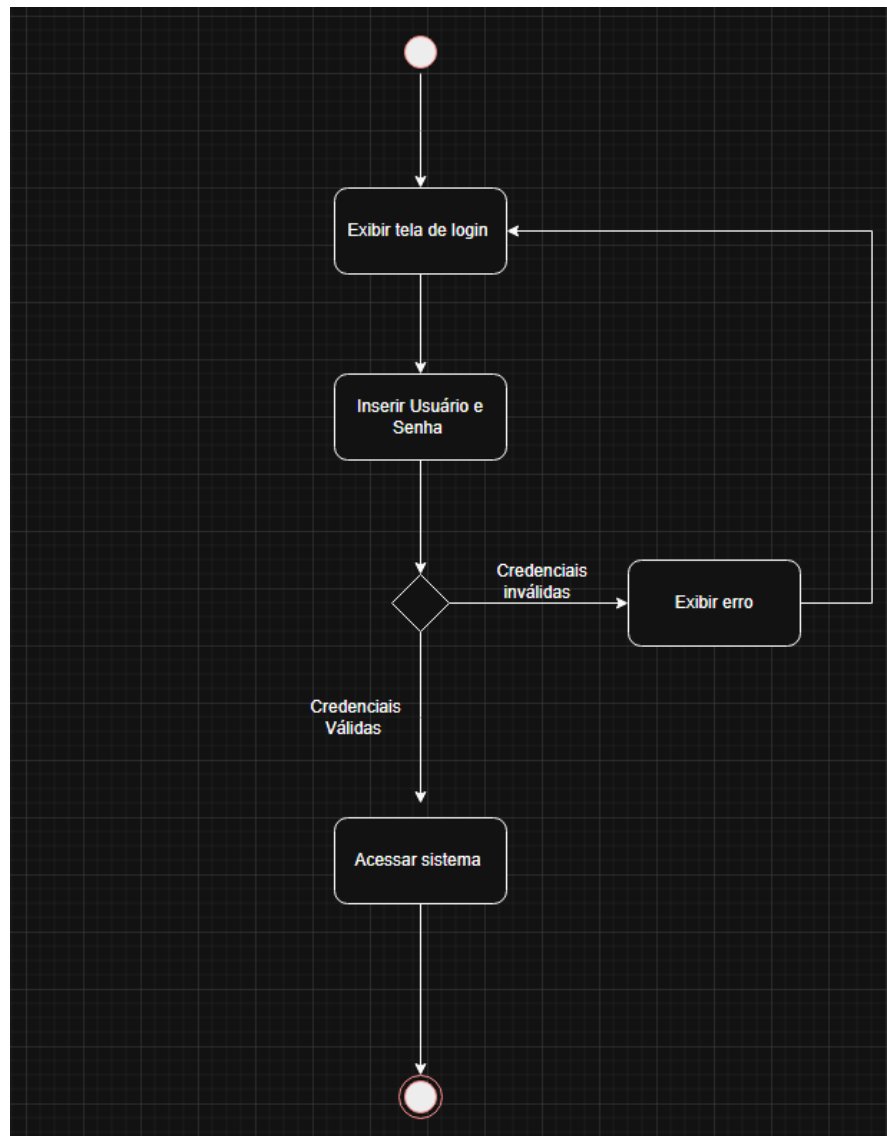 Exibir tela de login
Inserir Usuário e
Senha
Credenciais
inválidas
Exibir erro
Credenciais
Válidas
Acessar sistema